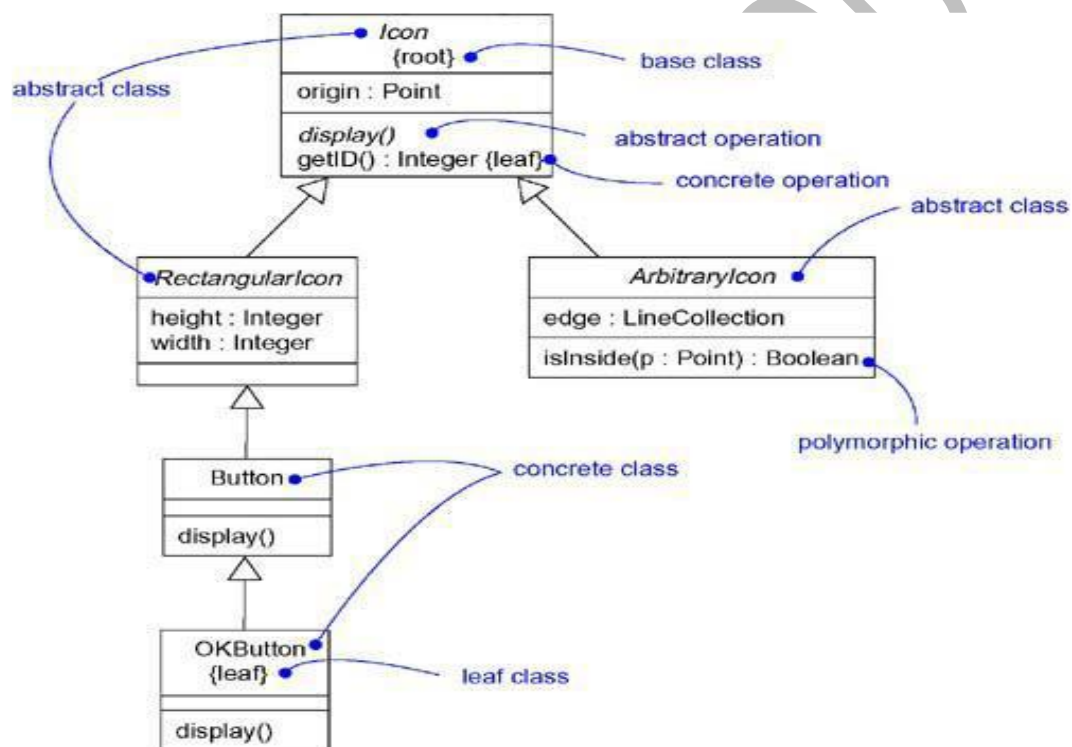 Icon
{root}
base class
abstract class
origin : Point
display()
abstract operation
getID() : Integer {leaf}
concrete operation
abstract class
RectangularIcon
ArbitraryIcon
height : Integer
width : Integer
edge : LineCollection
isInside(p : Point) : Boolean
polymorphic operation
Button
concrete class
display()
OKButton
{leaf}
leaf class
display()